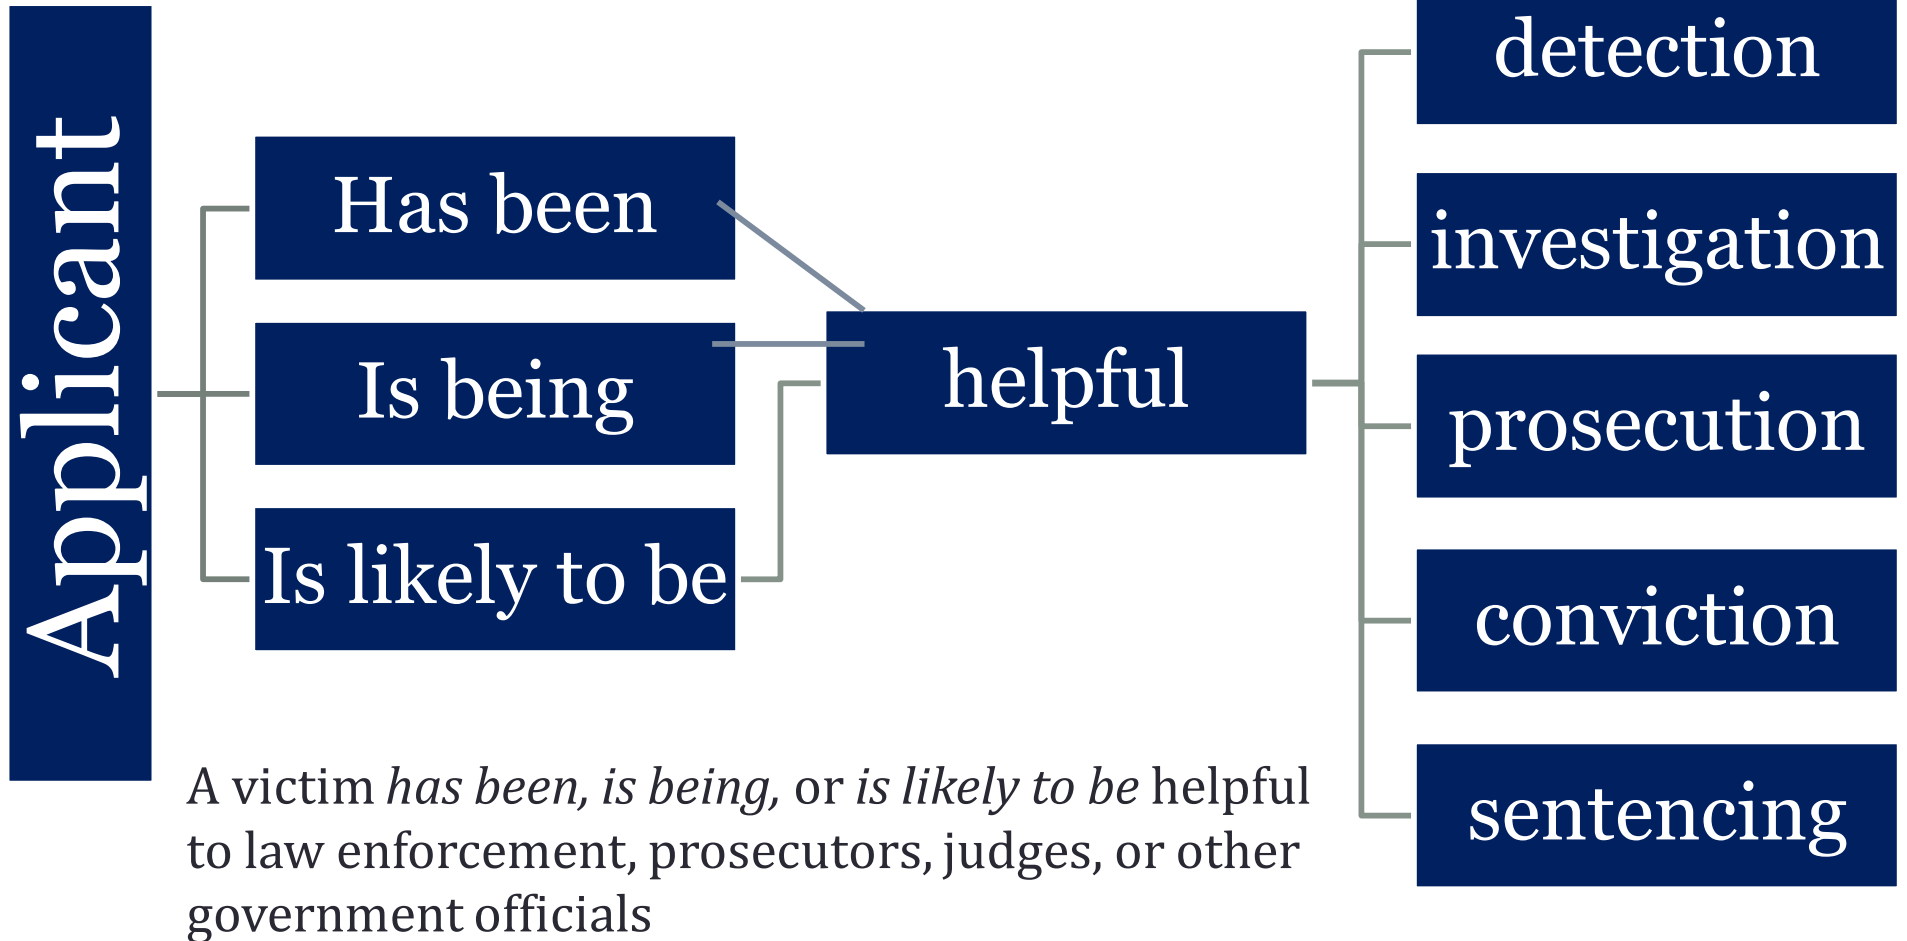 Applicant
Has been
Is being
Is likely to be
helpful
detection
investigation
prosecution
conviction
sentencing
A victim has been, is being, or is likely to be helpful
to law enforcement, prosecutors, judges, or other
government officials